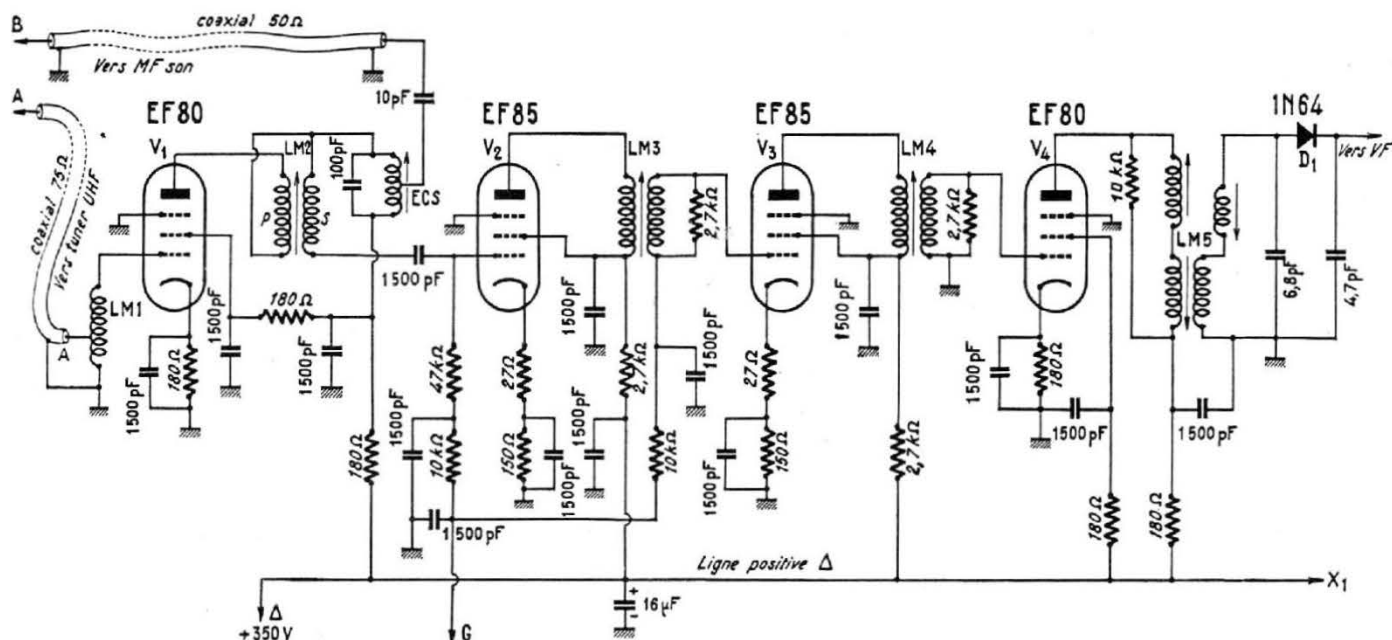 B
coaxial 50Ω
Vers MF son
A
coaxial 75Ω
Vers tuner UHF
A
LM1
EF80
V1
1500pF
180Ω
1500pF
180Ω
1500pF
LM2
P
S
1000pF
ECS
10pF
180Ω
1500pF
EF85
V2
47kΩ
1500pF
10kΩ
1500pF
27Ω
150Ω
1500pF
1500pF
2,7kΩ
1500pF
LM3
2,7kΩ
1500pF
10kΩ
EF85
V3
27Ω
150Ω
1500pF
1500pF
2,7kΩ
LM4
2,7kΩ
EF80
V4
1500pF
180Ω
1500pF
180Ω
10kΩ
LM5
1500pF
180Ω
6,8pF
1N64
D1
4,7pF
Vers VF
Ligne positive Δ
X1
Δ
+350V
G
+
-
16µF